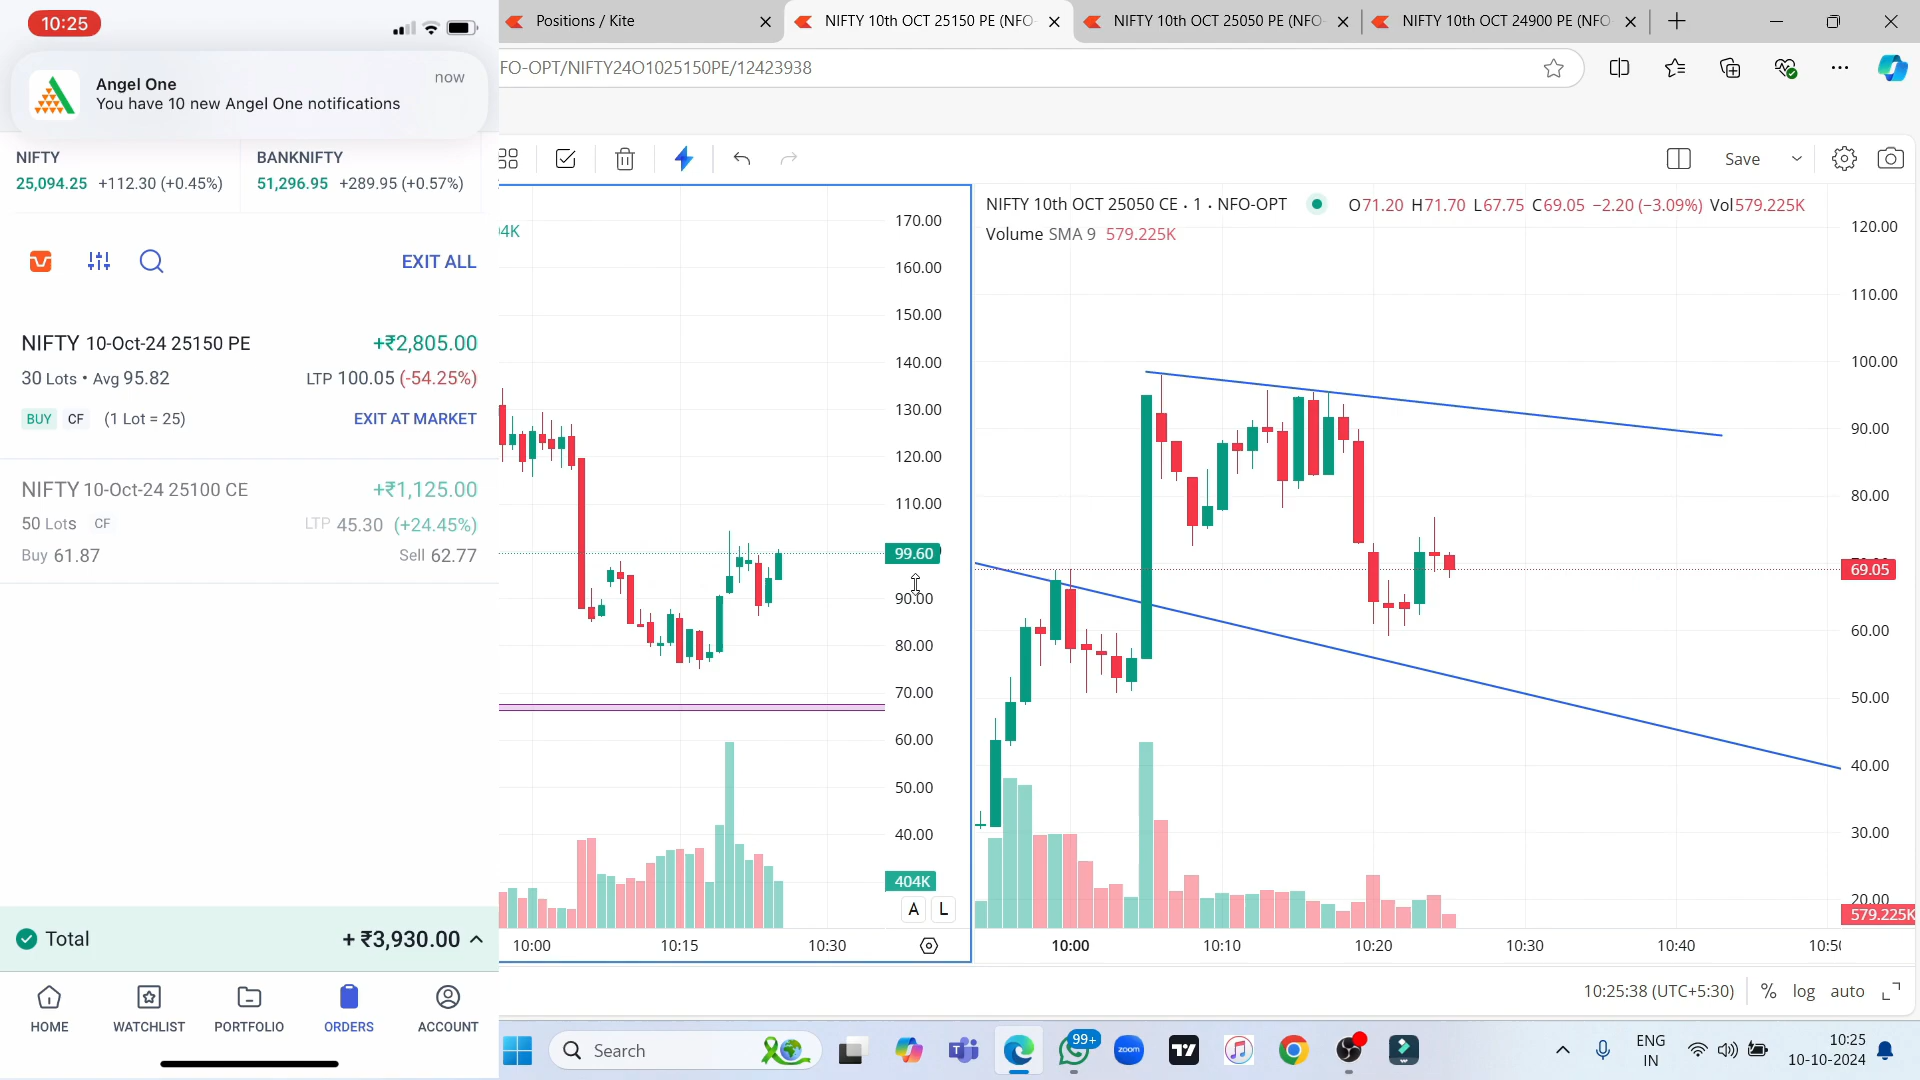 10:25
Angel One
now
You have 10 new Angel One notifications
NIFTY
25,094.25 +112.30 (+0.45%)
BANKNIFTY
51,296.95 +289.95 (+0.57%)
EXIT ALL
NIFTY 10-Oct-24 25150 PE
+₹2,805.00
30 Lots • Avg 95.82
LTP 100.05 (-54.25%)
BUY CF (1 Lot = 25)
EXIT AT MARKET
NIFTY 10-Oct-24 25100 CE
+₹1,125.00
50 Lots CF
LTP 45.30 (+24.45%)
Buy 61.87
Sell 62.77
Total
+ ₹3,930.00
HOME
WATCHLIST
PORTFOLIO
ORDERS
ACCOUNT
Positions / Kite
NIFTY 10th OCT 25150 PE (NFO-
NIFTY 10th OCT 25050 PE (NFO-
NIFTY 10th OCT 24900 PE (NFO
FO-OPT/NIFTY24O1025150PE/12423938
Save
4K
170.00
160.00
150.00
140.00
130.00
120.00
110.00
99.60
90.00
80.00
70.00
60.00
50.00
40.00
404K
A L
10:00
10:15
10:30
NIFTY 10th OCT 25050 CE · 1 · NFO-OPT
O71.20 H71.70 L67.75 C69.05 −2.20 (−3.09%) Vol579.225K
Volume SMA 9 579.225K
120.00
110.00
100.00
90.00
80.00
69.05
60.00
50.00
40.00
30.00
20.00
579.225K
10:00
10:10
10:20
10:30
10:40
10:50
10:25:38 (UTC+5:30)
% log auto
Search
99+
zoom
ENG
IN
10:25
10-10-2024